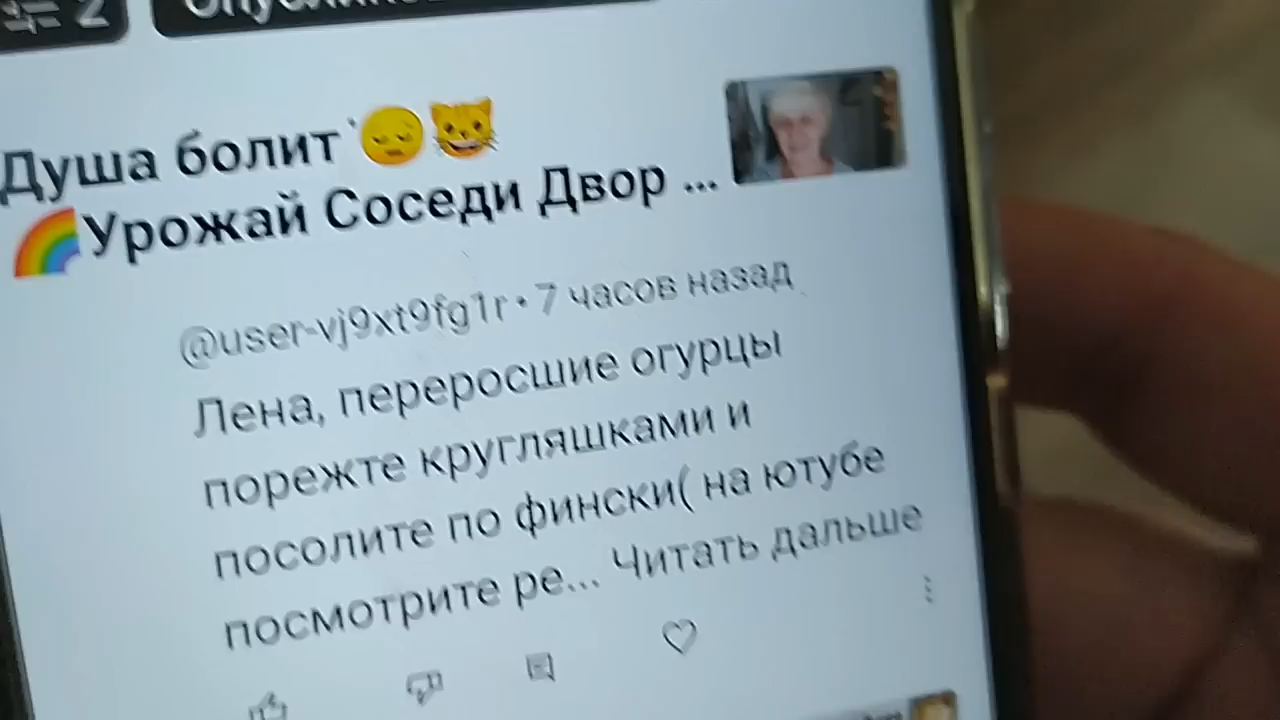 2
Душа болит 😔😺
🌈Урожай Соседи Двор ...
@user-vj9xt9fg1r • 7 часов назад
Лена, переросшие огурцы
порежте кругляшками и
посолите по фински( на ютубе
посмотрите ре... Читать дальше